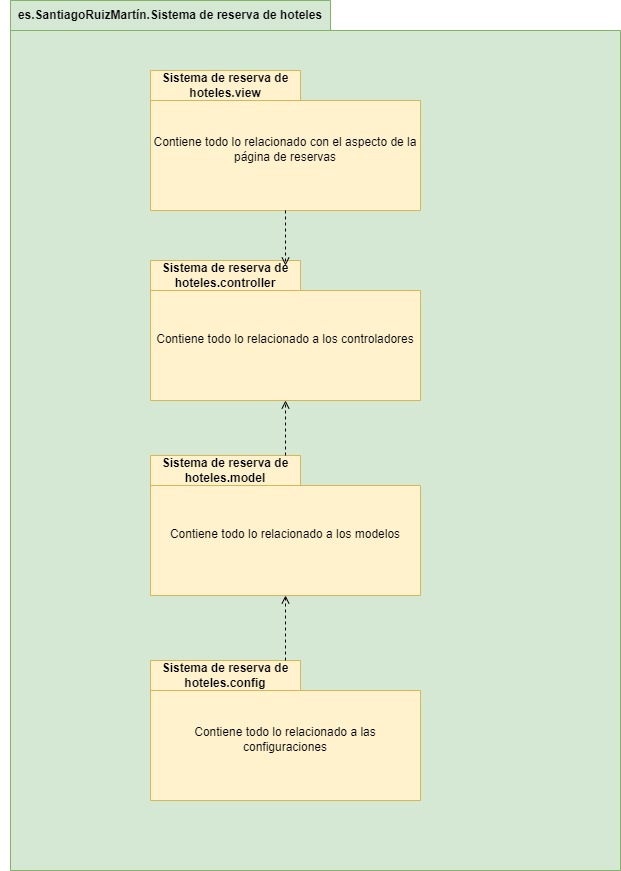 es.SantiagoRuizMartín.Sistema de reserva de hoteles
Sistema de reserva de
hoteles.view
Contiene todo lo relacionado con el aspecto de la
página de reservas
Sistema de reserva de
hoteles.controller
Contiene todo lo relacionado a los controladores
Sistema de reserva de
hoteles.model
Contiene todo lo relacionado a los modelos
Sistema de reserva de
hoteles.config
Contiene todo lo relacionado a las
configuraciones